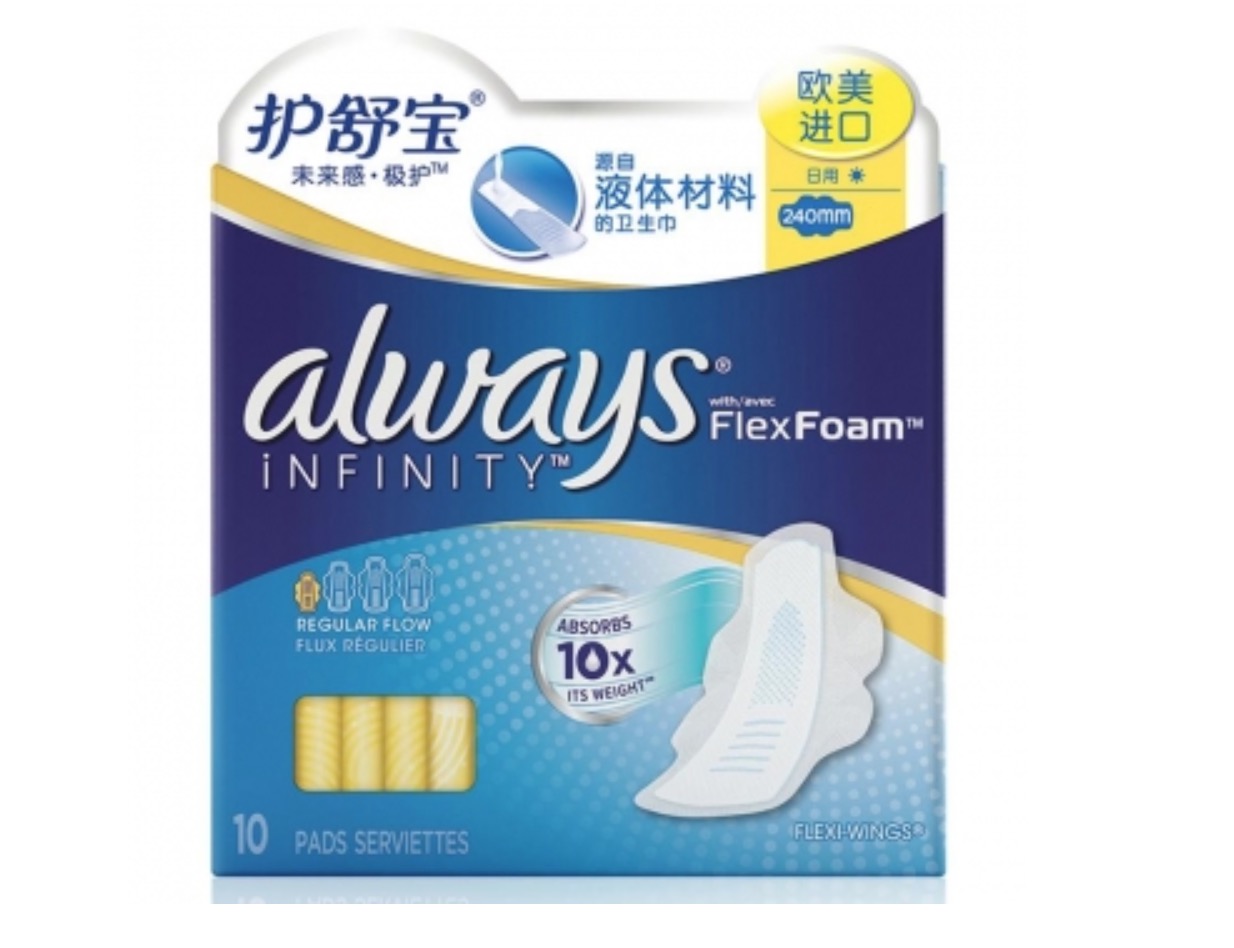 护舒宝®
未来感·极护™
源自
液体材料
的卫生巾
欧美
进口
日用
240mm
always®
with/avec
FlexFoam™
iNFINITY™
REGULAR FLOW
FLUX RÉGULIER
ABSORBS
10x
ITS WEIGHT™
10 PADS SERVIETTES
FLEXI-WINGS®